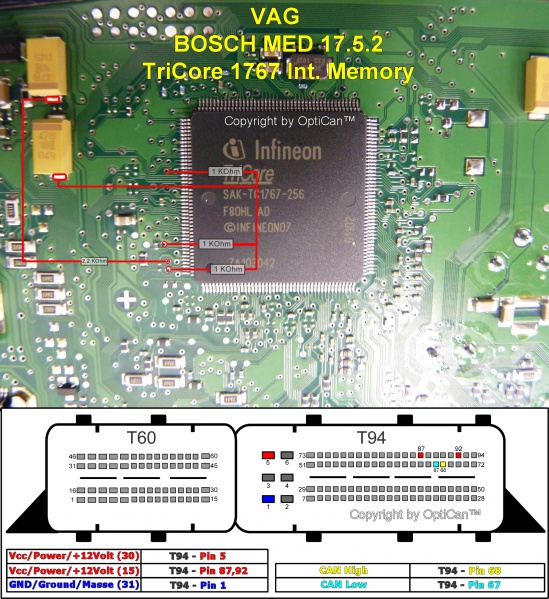 VAG
BOSCH MED 17.5.2
TriCore 1767 Int. Memory
Copyright by OptiCan™
Infineon
TriCore
SAK-TC1767-256
F80HL AD
©INFINEON07
ZA103042
1 KOhm
1 KOhm
1 KOhm
2,2 KOhm
T60
T94
46 60
31 45
16 30
1 15
5 6
3 4
1 2
87 92
73 94
51 72
67 68
29 50
7 28
Copyright by OptiCan™
Vcc/Power/+12Volt (30) T94 - Pin 5
Vcc/Power/+12Volt (15) T94 - Pin 87,92
GND/Ground/Masse (31) T94 - Pin 1
CAN High T94 - Pin 68
CAN Low T94 - Pin 67